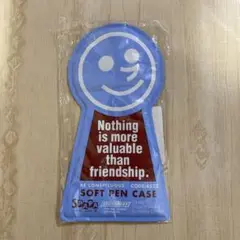 Nothing
is more
valuable
than
friendship.
SOFT PEN CASE